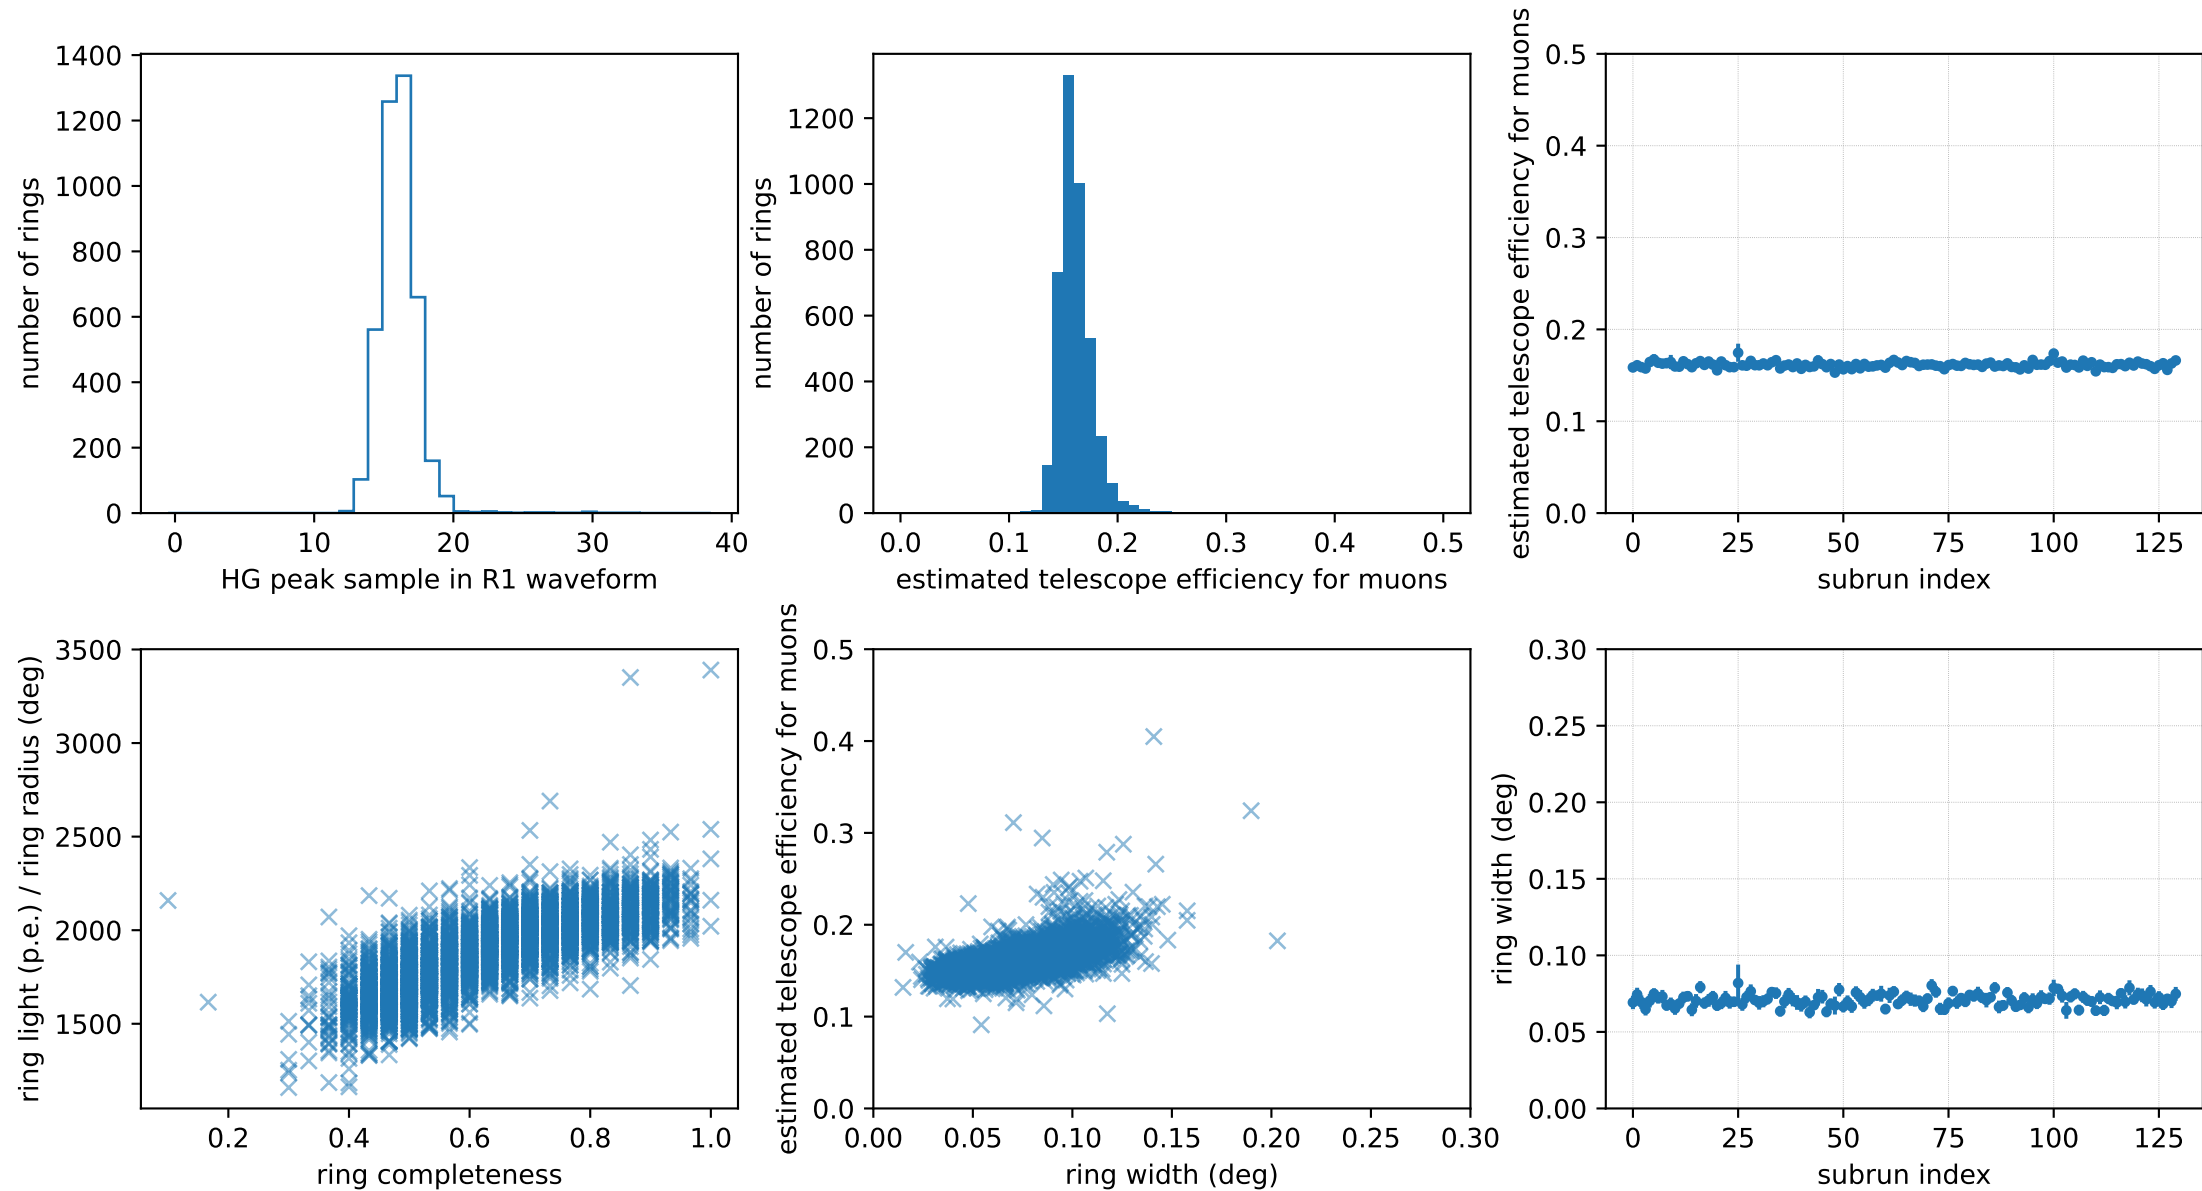 1400
1200
1000
800
600
400
200
0
number of rings
0 10 20 30 40
HG peak sample in R1 waveform
1200
1000
800
600
400
200
0
number of rings
0.0 0.1 0.2 0.3 0.4 0.5
estimated telescope efficiency for muons
0.5
0.4
0.3
0.2
0.1
0.0
estimated telescope efficiency for muons
0 25 50 75 100 125
subrun index
3500
3000
2500
2000
1500
ring light (p.e.) / ring radius (deg)
0.2 0.4 0.6 0.8 1.0
ring completeness
0.5
0.4
0.3
0.2
0.1
0.0
estimated telescope efficiency for muons
0.00 0.05 0.10 0.15 0.20 0.25 0.30
ring width (deg)
0.30
0.25
0.20
0.15
0.10
0.05
0.00
ring width (deg)
0 25 50 75 100 125
subrun index